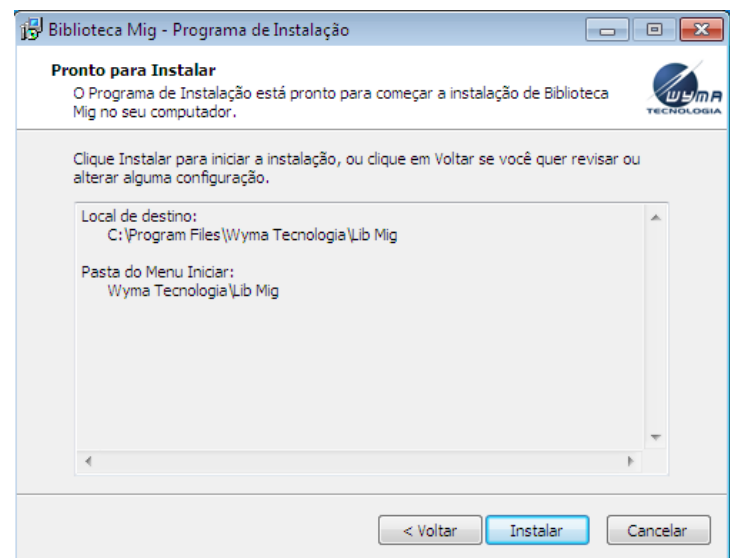 Biblioteca Mig - Programa de Instalação
Pronto para Instalar
O Programa de Instalação está pronto para começar a instalação de Biblioteca
Mig no seu computador.
WYMA
TECNOLOGIA
Clique Instalar para iniciar a instalação, ou clique em Voltar se você quer revisar ou
alterar alguma configuração.
Local de destino:
C:\Program Files\Wyma Tecnologia\Lib Mig
Pasta do Menu Iniciar:
Wyma Tecnologia\Lib Mig
< Voltar
Instalar
Cancelar